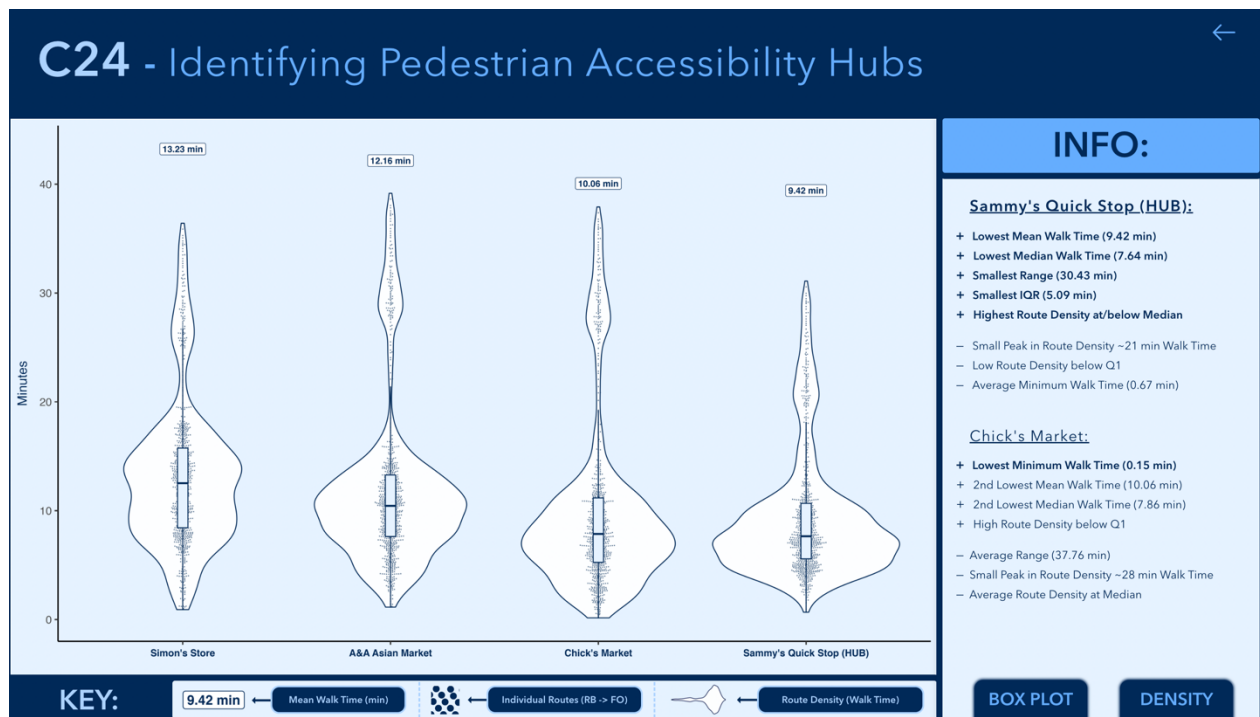 C24 - Identifying Pedestrian Accessibility Hubs
←
13.23 min
12.16 min
10.06 min
9.42 min
40
30
20
10
0
Minutes
Simon's Store
A&A Asian Market
Chick's Market
Sammy's Quick Stop (HUB)
KEY:
9.42 min
Mean Walk Time (min)
Individual Routes (RB -> FO)
Route Density (Walk Time)
INFO:
Sammy's Quick Stop (HUB):
+ Lowest Mean Walk Time (9.42 min)
+ Lowest Median Walk Time (7.64 min)
+ Smallest Range (30.43 min)
+ Smallest IQR (5.09 min)
+ Highest Route Density at/below Median
– Small Peak in Route Density ~21 min Walk Time
– Low Route Density below Q1
– Average Minimum Walk Time (0.67 min)
Chick's Market:
+ Lowest Minimum Walk Time (0.15 min)
+ 2nd Lowest Mean Walk Time (10.06 min)
+ 2nd Lowest Median Walk Time (7.86 min)
+ High Route Density below Q1
– Average Range (37.76 min)
– Small Peak in Route Density ~28 min Walk Time
– Average Route Density at Median
BOX PLOT
DENSITY